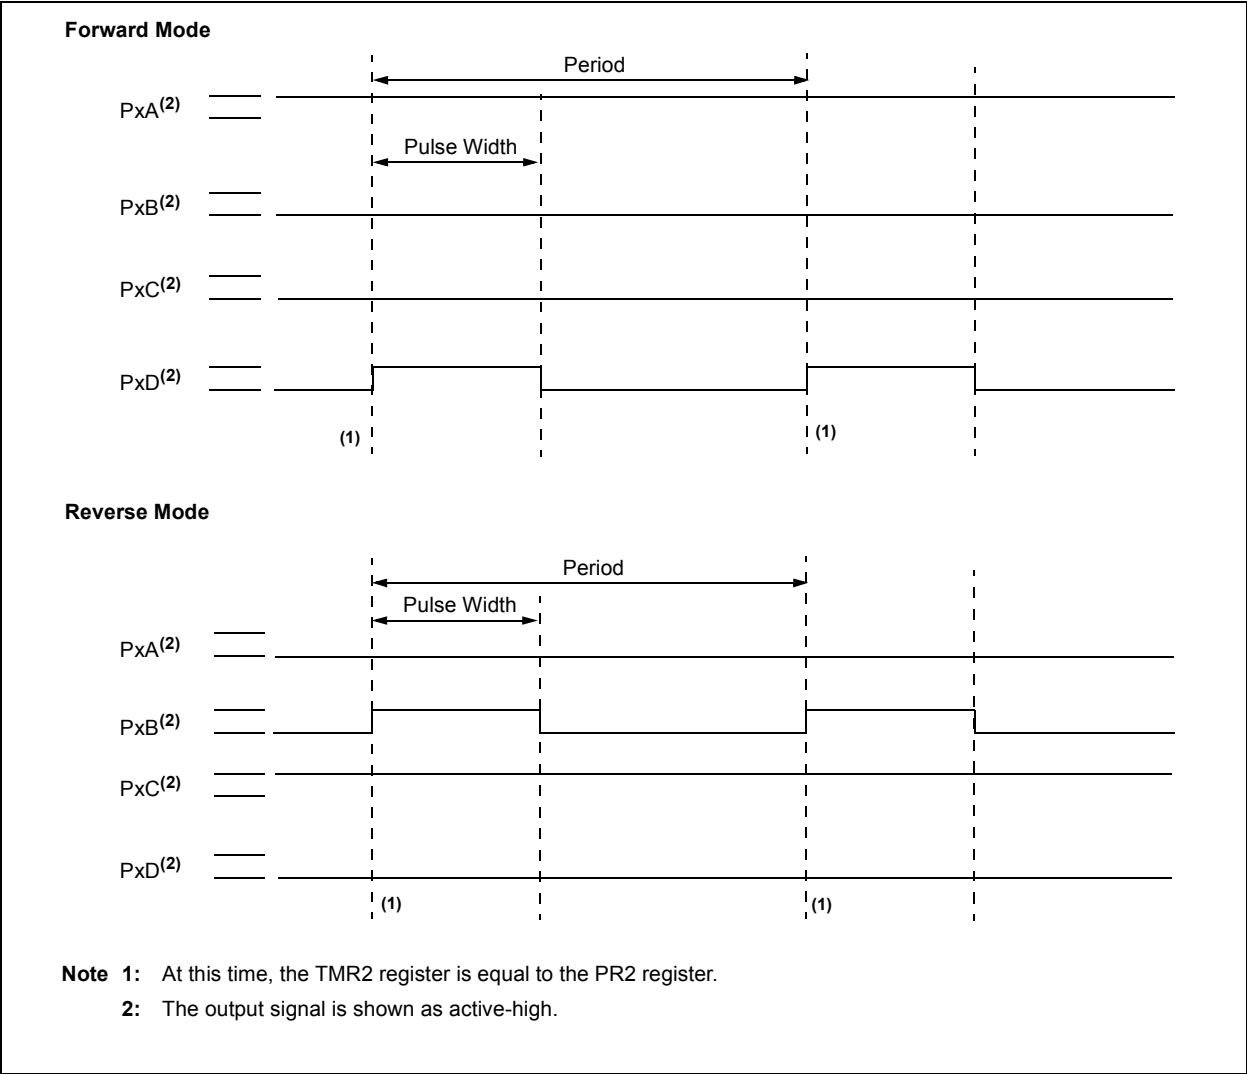 Forward Mode
Period
PxA(2)
Pulse Width
PxB(2)
PxC(2)
PxD(2)
(1)
(1)
Reverse Mode
Period
Pulse Width
PxA(2)
PxB(2)
PxC(2)
PxD(2)
(1)
(1)
Note 1: At this time, the TMR2 register is equal to the PR2 register.
2: The output signal is shown as active-high.